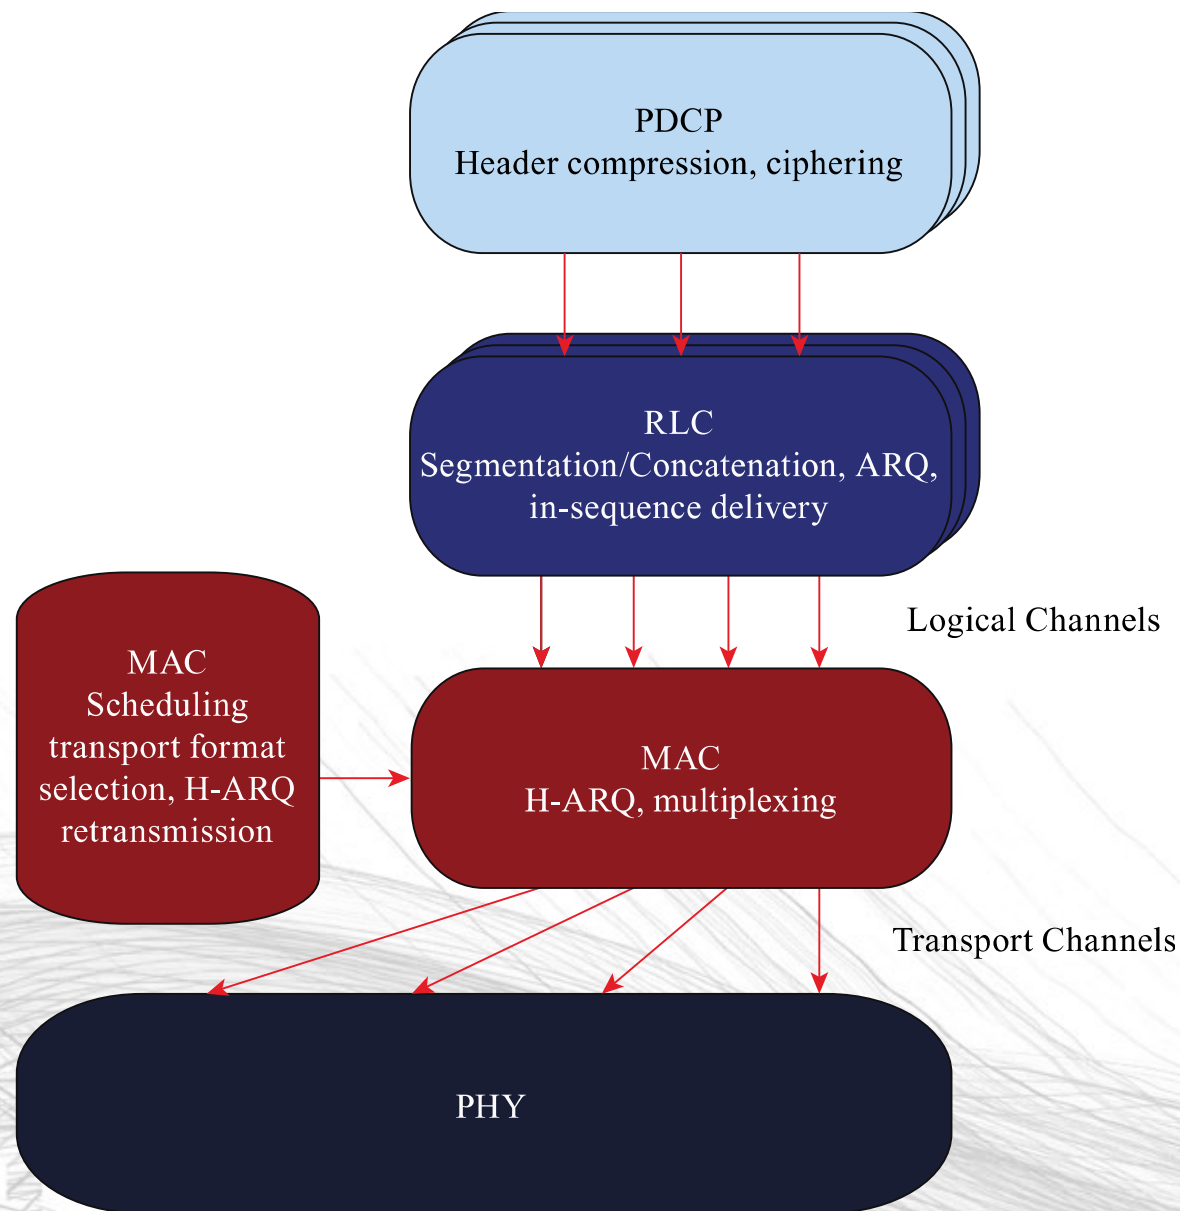 PDCP
Header compression, ciphering
RLC
Segmentation/Concatenation, ARQ,
in-sequence delivery
Logical Channels
MAC
Scheduling
transport format
selection, H-ARQ
retransmission
MAC
H-ARQ, multiplexing
Transport Channels
PHY